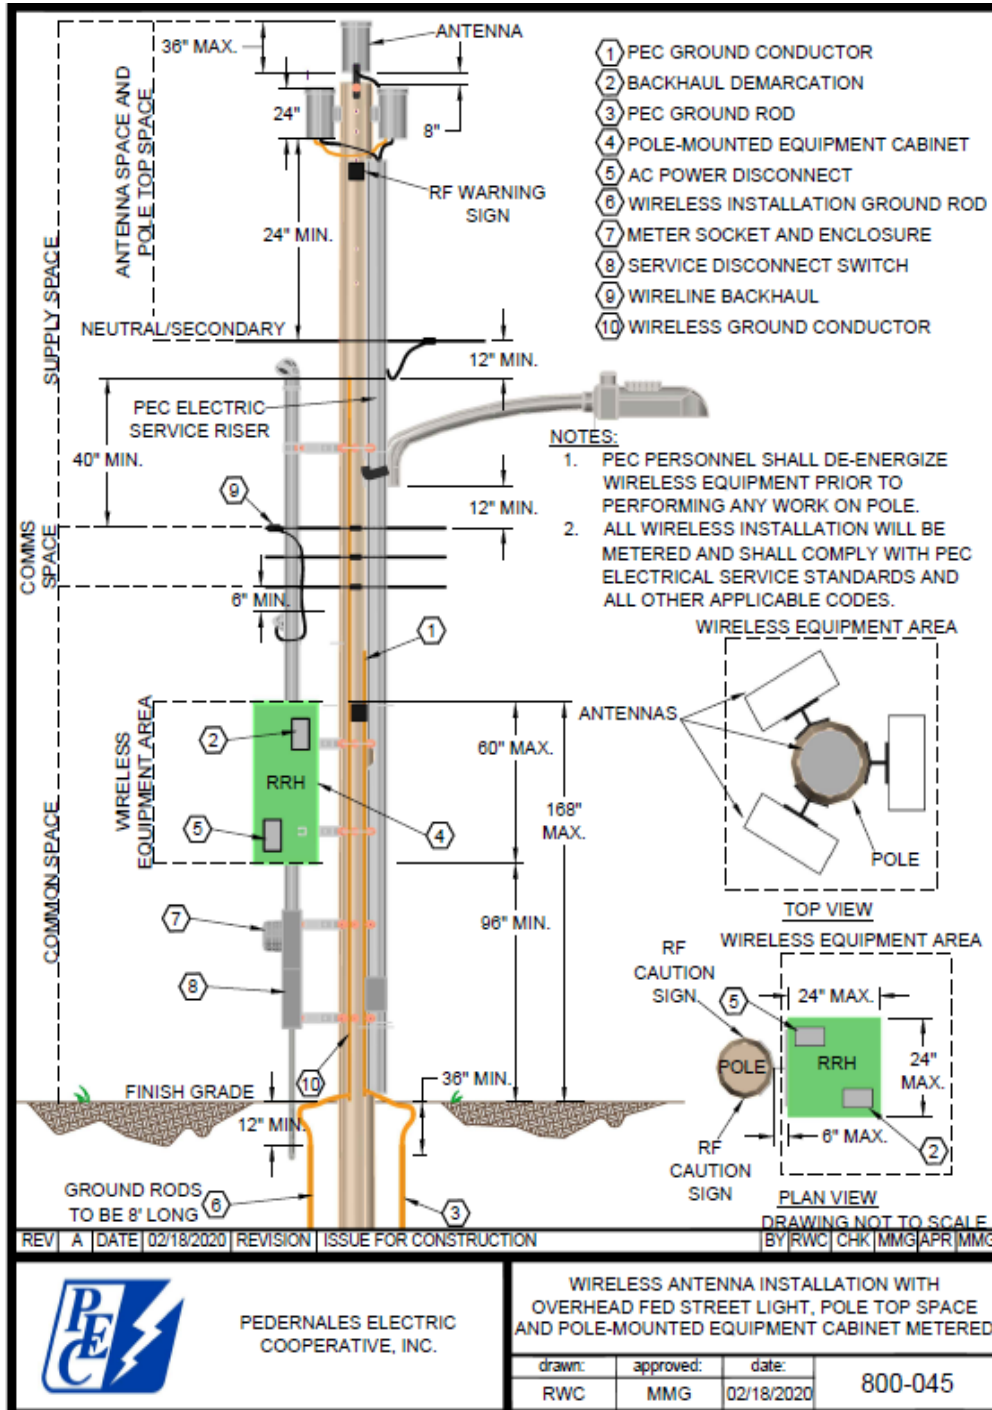 36" MAX.
ANTENNA
24"
8"
ANTENNA SPACE AND
POLE TOP SPACE
RF WARNING
SIGN
24" MIN.
SUPPLY SPACE
NEUTRAL/SECONDARY
12" MIN.
PEC ELECTRIC
SERVICE RISER
40" MIN.
9
12" MIN.
COMMS
SPACE
6" MIN.
1
WIRELESS
EQUIPMENT AREA
2
RRH
5
4
60" MAX.
168"
MAX.
COMMON SPACE
7
96" MIN.
8
10
FINISH GRADE
36" MIN.
12" MIN.
GROUND RODS
TO BE 8' LONG
6
3
1 PEC GROUND CONDUCTOR
2 BACKHAUL DEMARCATION
3 PEC GROUND ROD
4 POLE-MOUNTED EQUIPMENT CABINET
5 AC POWER DISCONNECT
6 WIRELESS INSTALLATION GROUND ROD
7 METER SOCKET AND ENCLOSURE
8 SERVICE DISCONNECT SWITCH
9 WIRELINE BACKHAUL
10 WIRELESS GROUND CONDUCTOR
NOTES:
1. PEC PERSONNEL SHALL DE-ENERGIZE
WIRELESS EQUIPMENT PRIOR TO
PERFORMING ANY WORK ON POLE.
2. ALL WIRELESS INSTALLATION WILL BE
METERED AND SHALL COMPLY WITH PEC
ELECTRICAL SERVICE STANDARDS AND
ALL OTHER APPLICABLE CODES.
WIRELESS EQUIPMENT AREA
ANTENNAS
POLE
TOP VIEW
WIRELESS EQUIPMENT AREA
RF
CAUTION
SIGN
24" MAX.
5
POLE
RRH
24"
MAX.
6" MAX.
2
RF
CAUTION
SIGN
PLAN VIEW
DRAWING NOT TO SCALE
REV A DATE 02/18/2020 REVISION ISSUE FOR CONSTRUCTION BY RWC CHK MMG APR MMG
PEC
PEDERNALES ELECTRIC
COOPERATIVE, INC.
WIRELESS ANTENNA INSTALLATION WITH
OVERHEAD FED STREET LIGHT, POLE TOP SPACE
AND POLE-MOUNTED EQUIPMENT CABINET METERED
drawn: approved: date:
RWC MMG 02/18/2020
800-045